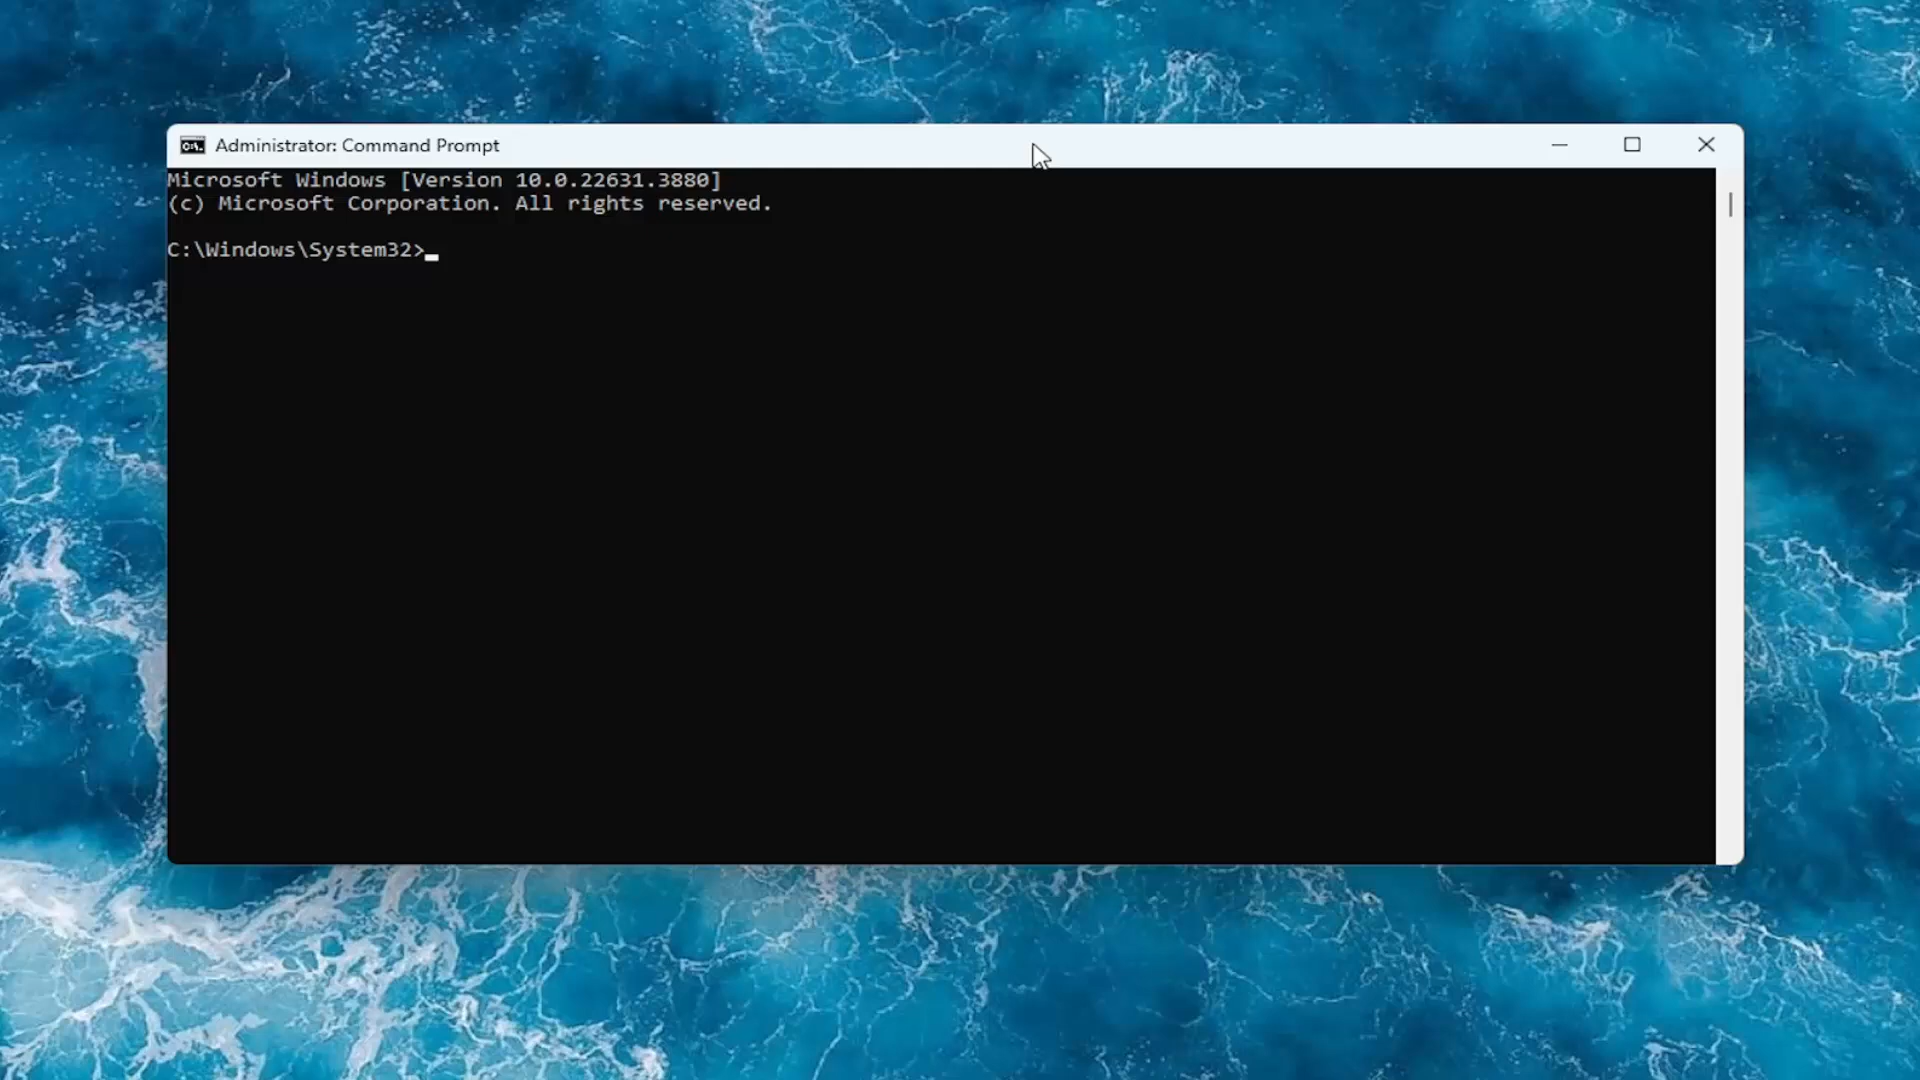 Administrator: Command Prompt
Microsoft Windows [Version 10.0.22631.3880]
(c) Microsoft Corporation. All rights reserved.
C:\Windows\System32>